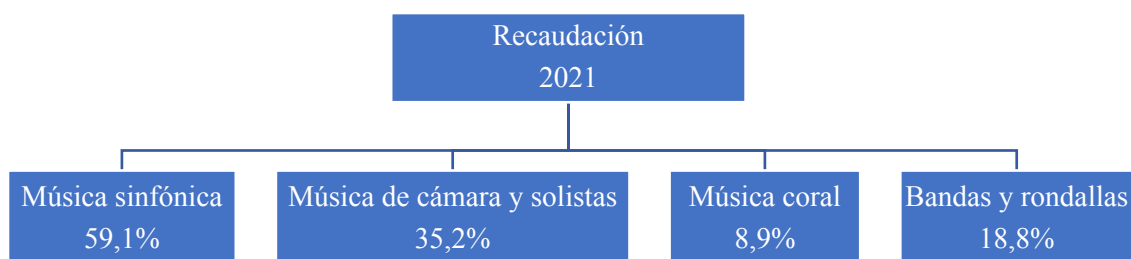 Recaudación
2021
Música sinfónica
59,1%
Música de cámara y solistas
35,2%
Música coral
8,9%
Bandas y rondallas
18,8%